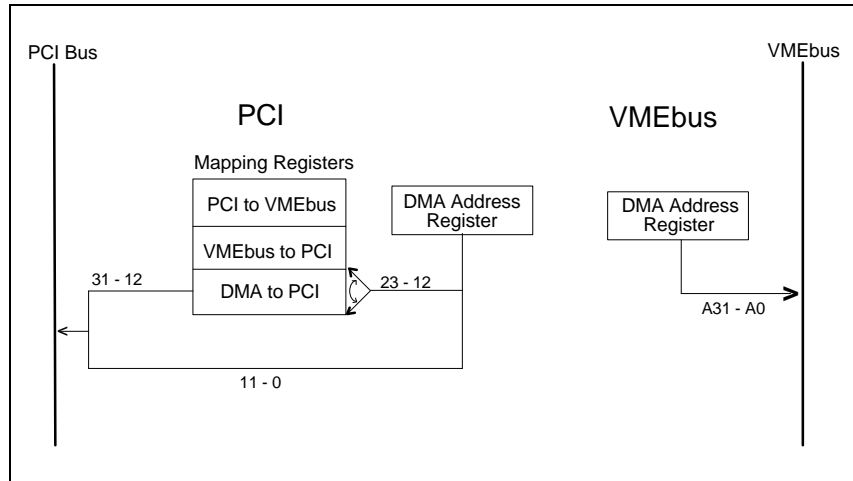 PCI Bus
VMEbus
PCI
VMEbus
Mapping Registers
PCI to VMEbus
DMA Address
Register
DMA Address
Register
VMEbus to PCI
31 - 12
DMA to PCI
23 - 12
A31 - A0
11 - 0